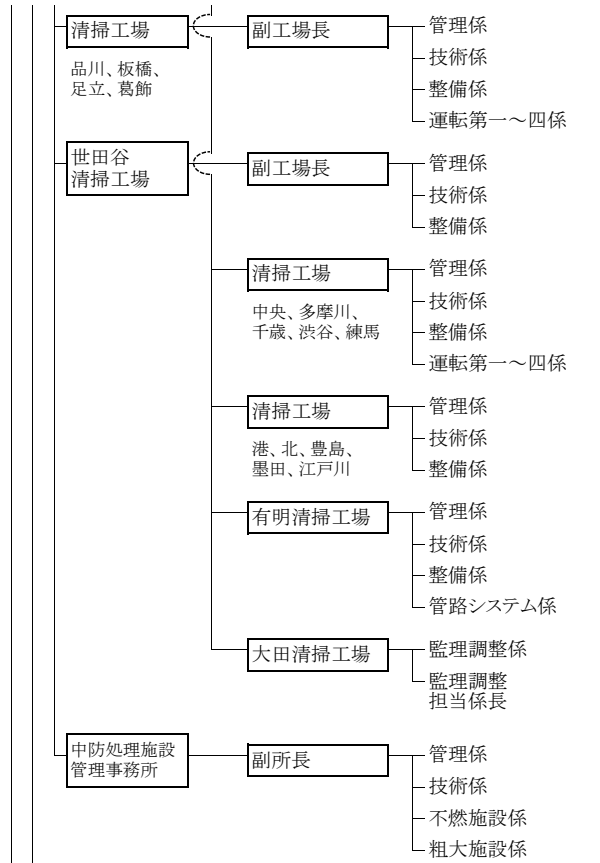 清掃工場
品川、板橋、
足立、葛飾
副工場長
管理係
技術係
整備係
運転第一～四係
世田谷
清掃工場
副工場長
管理係
技術係
整備係
清掃工場
中央、多摩川、
千歳、渋谷、練馬
管理係
技術係
整備係
運転第一～四係
清掃工場
港、北、豊島、
墨田、江戸川
管理係
技術係
整備係
有明清掃工場
管理係
技術係
整備係
管路システム係
大田清掃工場
監理調整係
監理調整
担当係長
中防処理施設
管理事務所
副所長
管理係
技術係
不燃施設係
粗大施設係